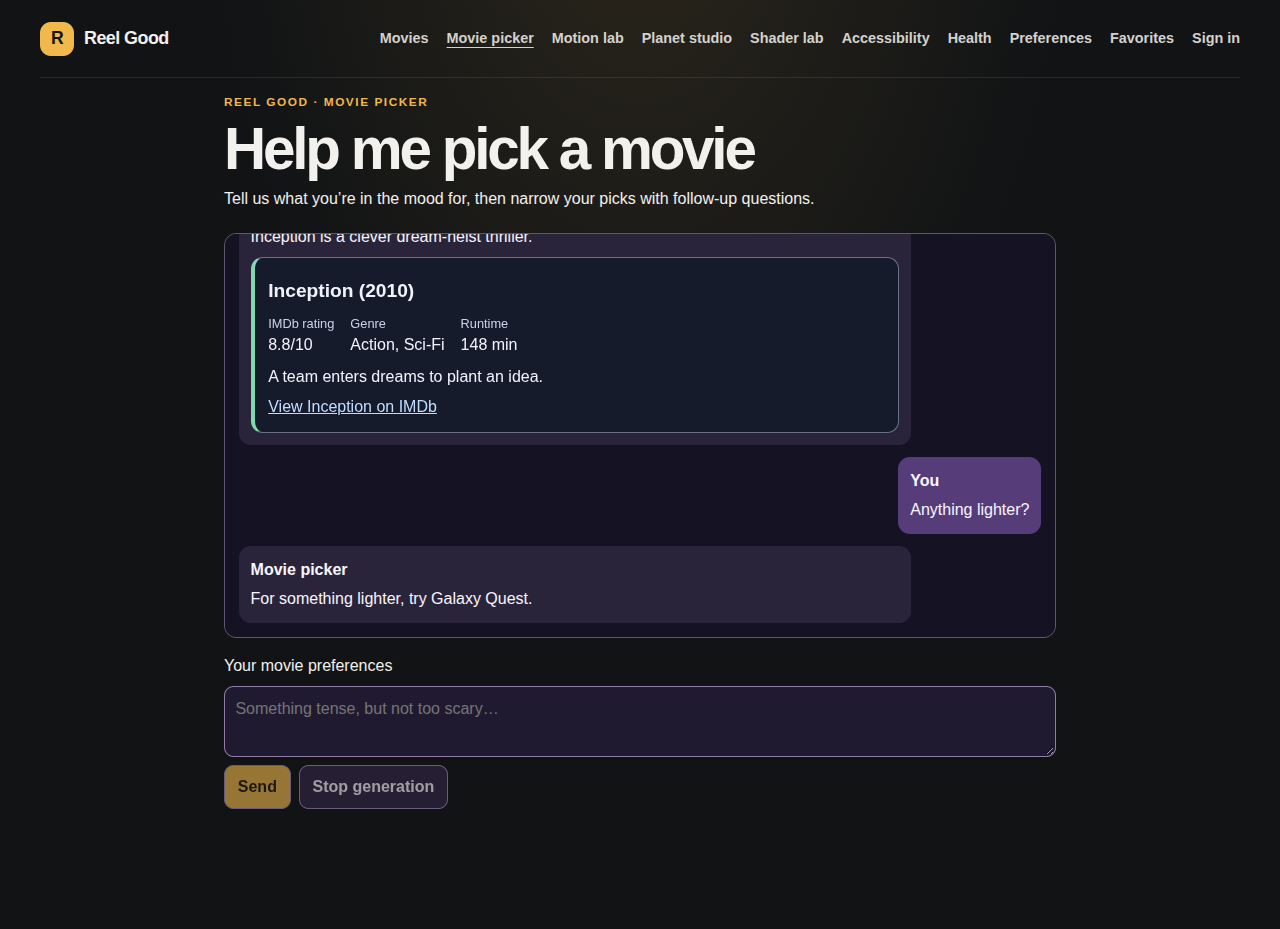 R Reel Good Movies Movie picker Motion lab Planet studio Shader lab Accessibility Health Preferences Favorites Sign in
REEL GOOD · MOVIE PICKER
Help me pick a movie
Tell us what you’re in the mood for, then narrow your picks with follow-up questions.
Inception is a clever dream-heist thriller.
Inception (2010)
IMDb rating Genre Runtime
8.8/10 Action, Sci-Fi 148 min
A team enters dreams to plant an idea.
View Inception on IMDb
You
Anything lighter?
Movie picker
For something lighter, try Galaxy Quest.
Your movie preferences
Something tense, but not too scary…
Send Stop generation